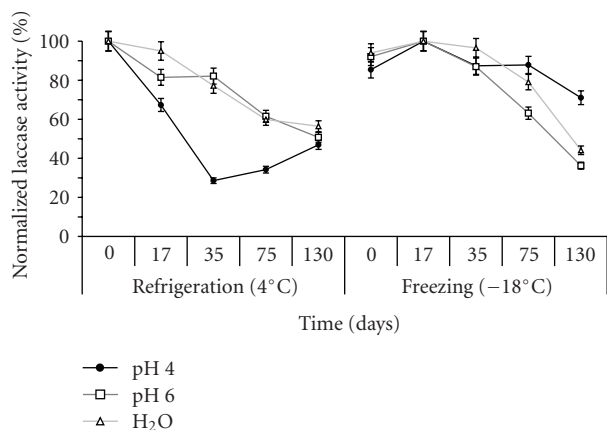 Normalized laccase activity (%)
100
80
60
40
20
0
0 17 35 75 130 0 17 35 75 130
Refrigeration (4°C) Freezing (−18°C)
Time (days)
pH 4
pH 6
H₂O